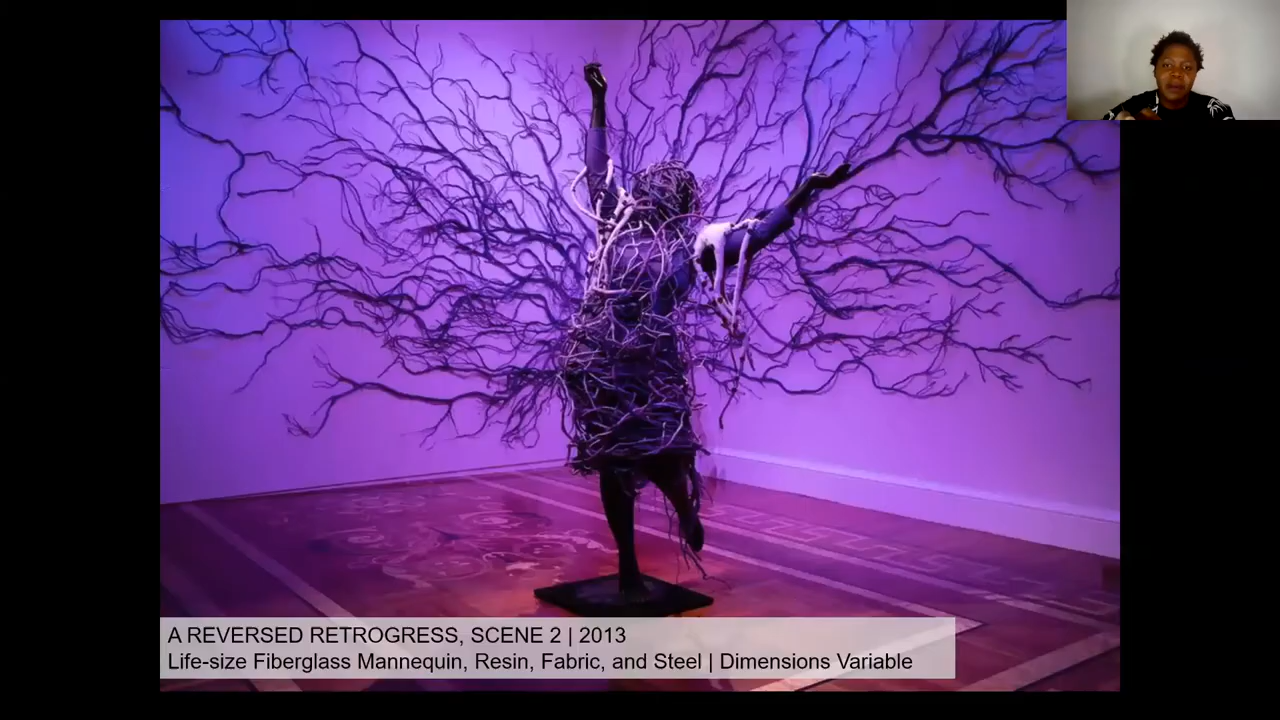 A REVERSED RETROGRESS, SCENE 2 | 2013
Life-size Fiberglass Mannequin, Resin, Fabric, and Steel | Dimensions Variable